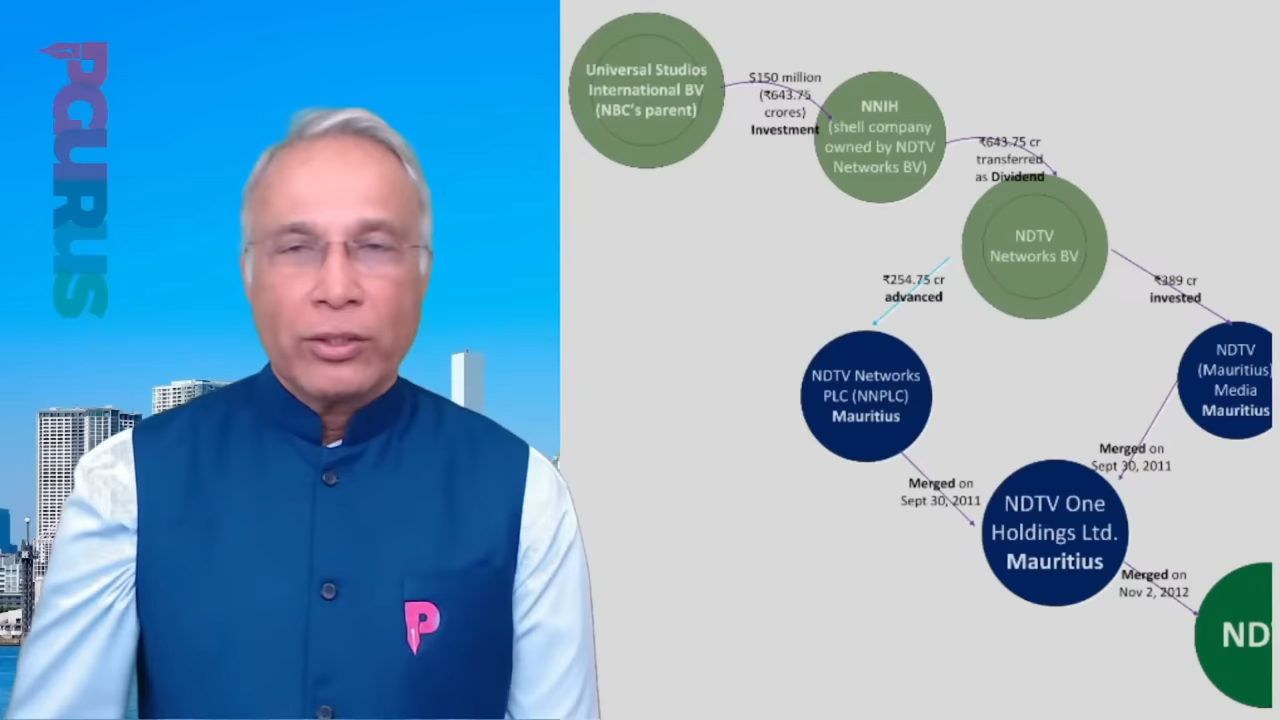 PGURUS
Universal Studios
International BV
(NBC's parent)
$150 million
(₹643.75
crores)
Investment
NNIH
(shell company
owned by NDTV
Networks BV)
₹643.75 cr
transferred
as Dividend
NDTV
Networks BV
₹254.75 cr
advanced
₹389 cr
invested
NDTV Networks
PLC (NNPLC)
Mauritius
NDTV
(Mauritius)
Media
Mauritius
Merged on
Sept 30, 2011
Merged on
Sept 30, 2011
NDTV One
Holdings Ltd.
Mauritius
Merged on
Nov 2, 2012
ND
P